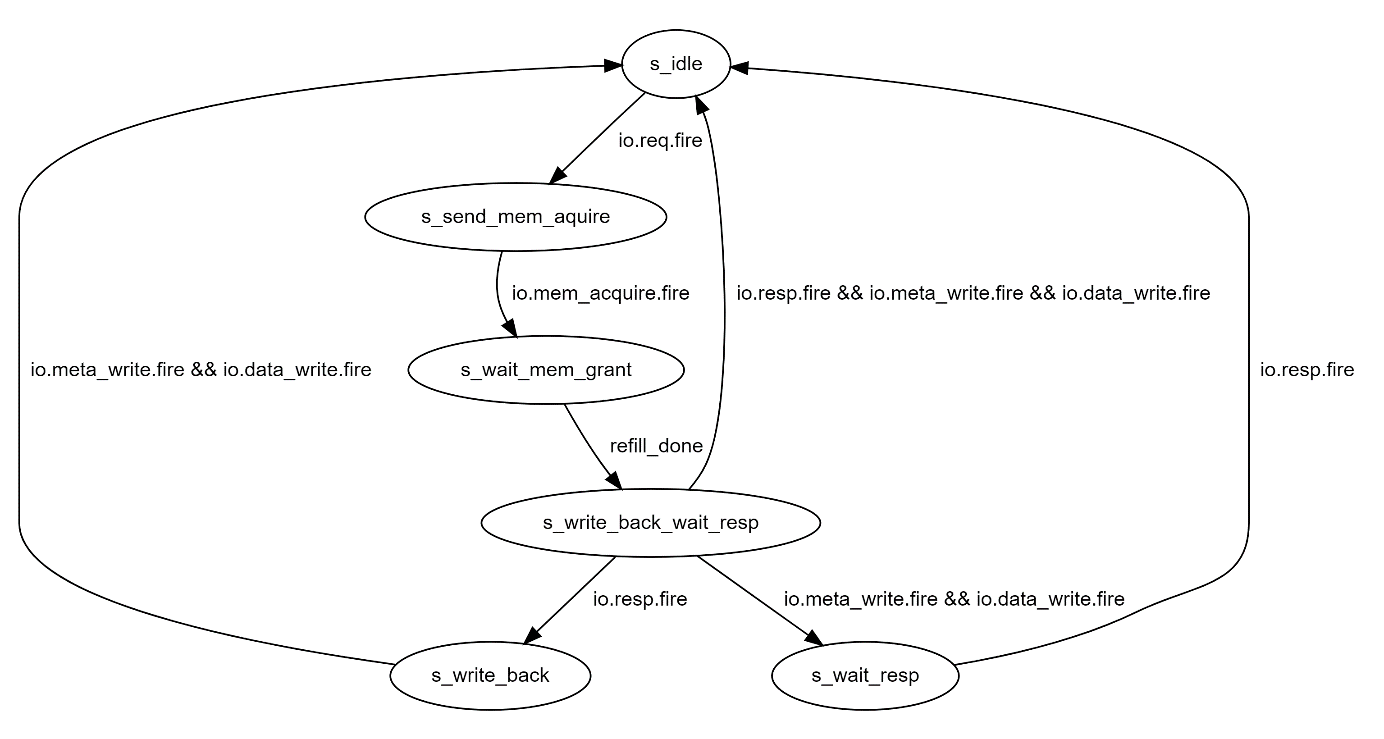 s_idle
io.req.fire
s_send_mem_aquire
io.mem_acquire.fire
io.resp.fire && io.meta_write.fire && io.data_write.fire
io.meta_write.fire && io.data_write.fire
s_wait_mem_grant
io.resp.fire
refill_done
s_write_back_wait_resp
io.resp.fire
io.meta_write.fire && io.data_write.fire
s_write_back
s_wait_resp